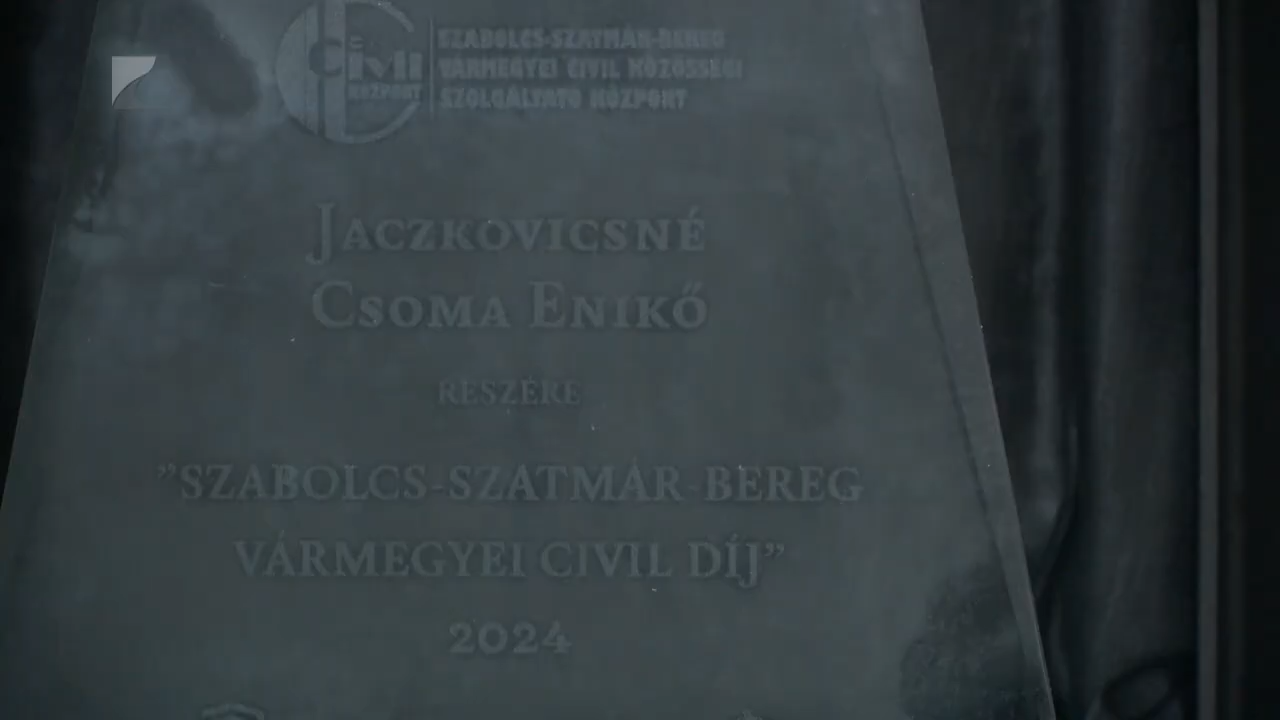 Civil
KÖZPONT
SZABOLCS-SZATMÁR-BEREG
VÁRMEGYEI CIVIL KÖZÖSSÉGI
SZOLGÁLTATÓ KÖZPONT
JACZKOVICSNÉ
CSOMA ENIKŐ
RÉSZÉRE
”SZABOLCS-SZATMÁR-BEREG
VÁRMEGYEI CIVIL DÍJ”
2024